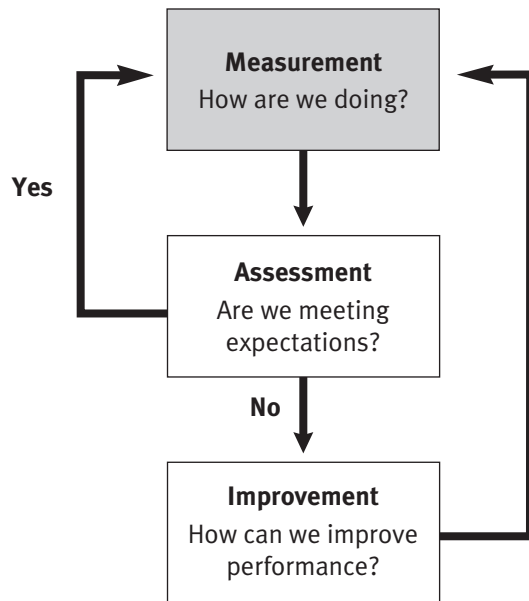 Measurement
How are we doing?
Yes
Assessment
Are we meeting
expectations?
No
Improvement
How can we improve
performance?